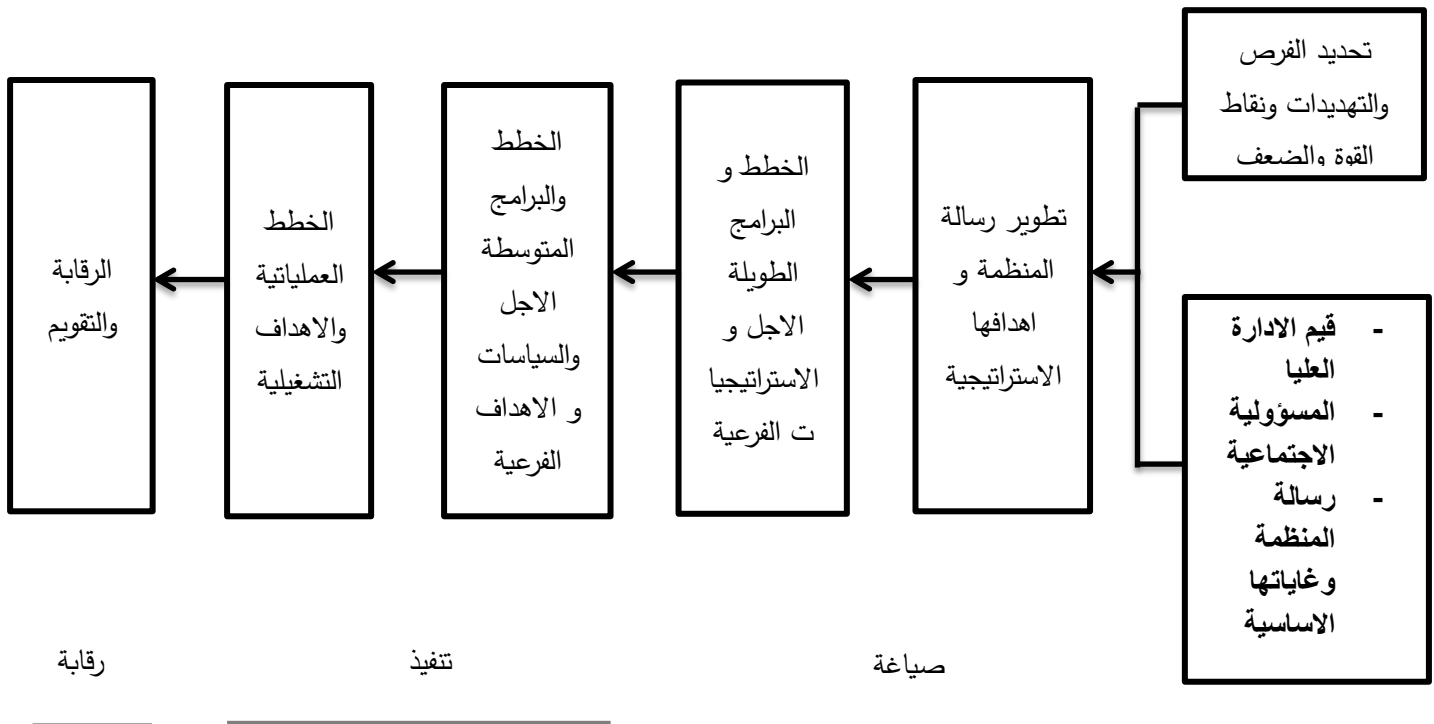 تحديد الفرص
والتهديدات ونقاط
القوة والضعف
- قيم الادارة
العليا
- المسؤولية
الاجتماعية
- رسالة
المنظمة
وغاياتها
الاساسية
تطوير رسالة
المنظمة و
اهدافها
الاستراتيجية
الخطط و
البرامج
الطويلة
الاجل و
الاستراتيجيا
ت الفرعية
الخطط
والبرامج
المتوسطة
الاجل
والسياسات
و الاهداف
الفرعية
الخطط
العملياتية
والاهداف
التشغيلية
الرقابة
والتقويم
صياغة
تنفيذ
رقابة